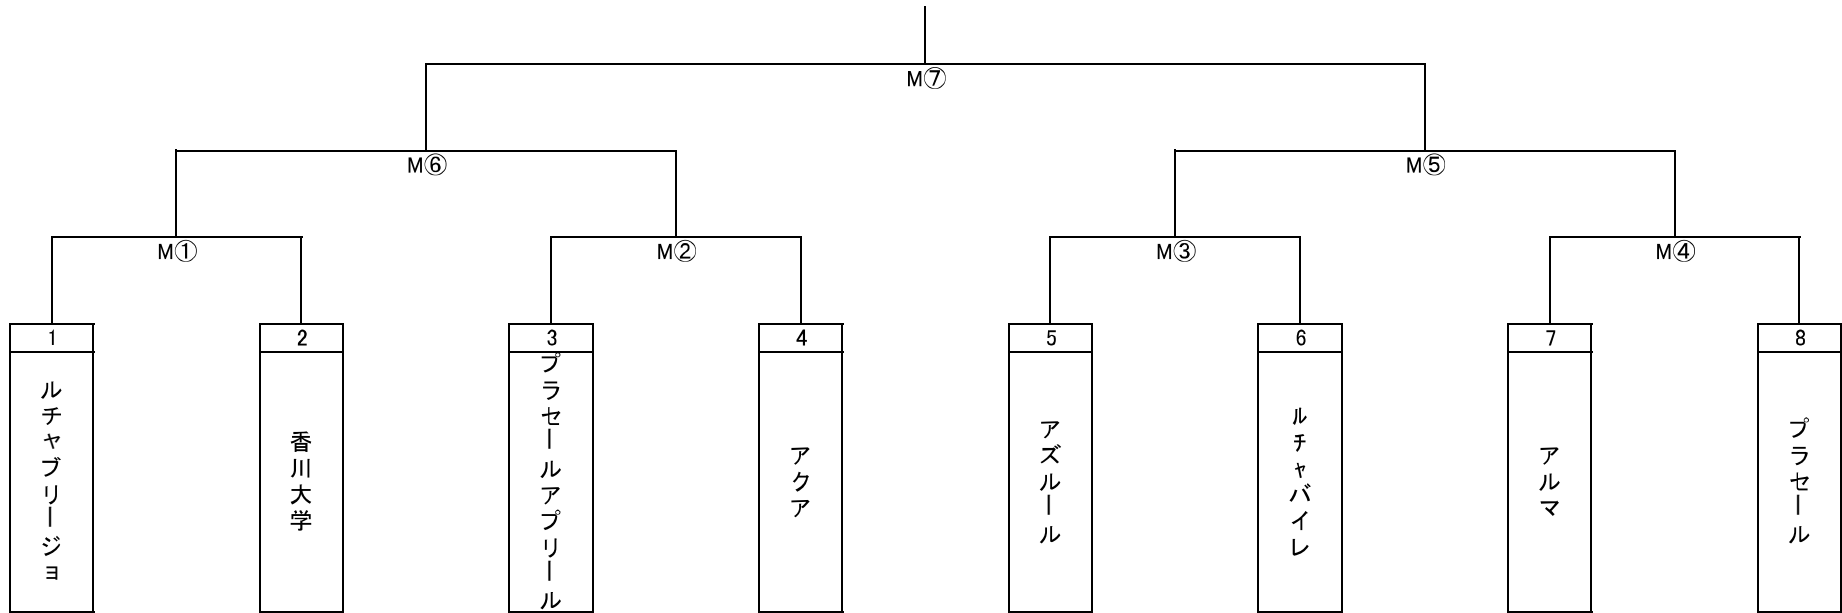 M⑦
M⑥
M⑤
M①
M②
M③
M④
1
2
3
4
5
6
7
8
ルチャブリージョ
香川大学
プラセールアプリール
アクア
アズール
ﾙﾁｬバイレ
アルマ
プラセール